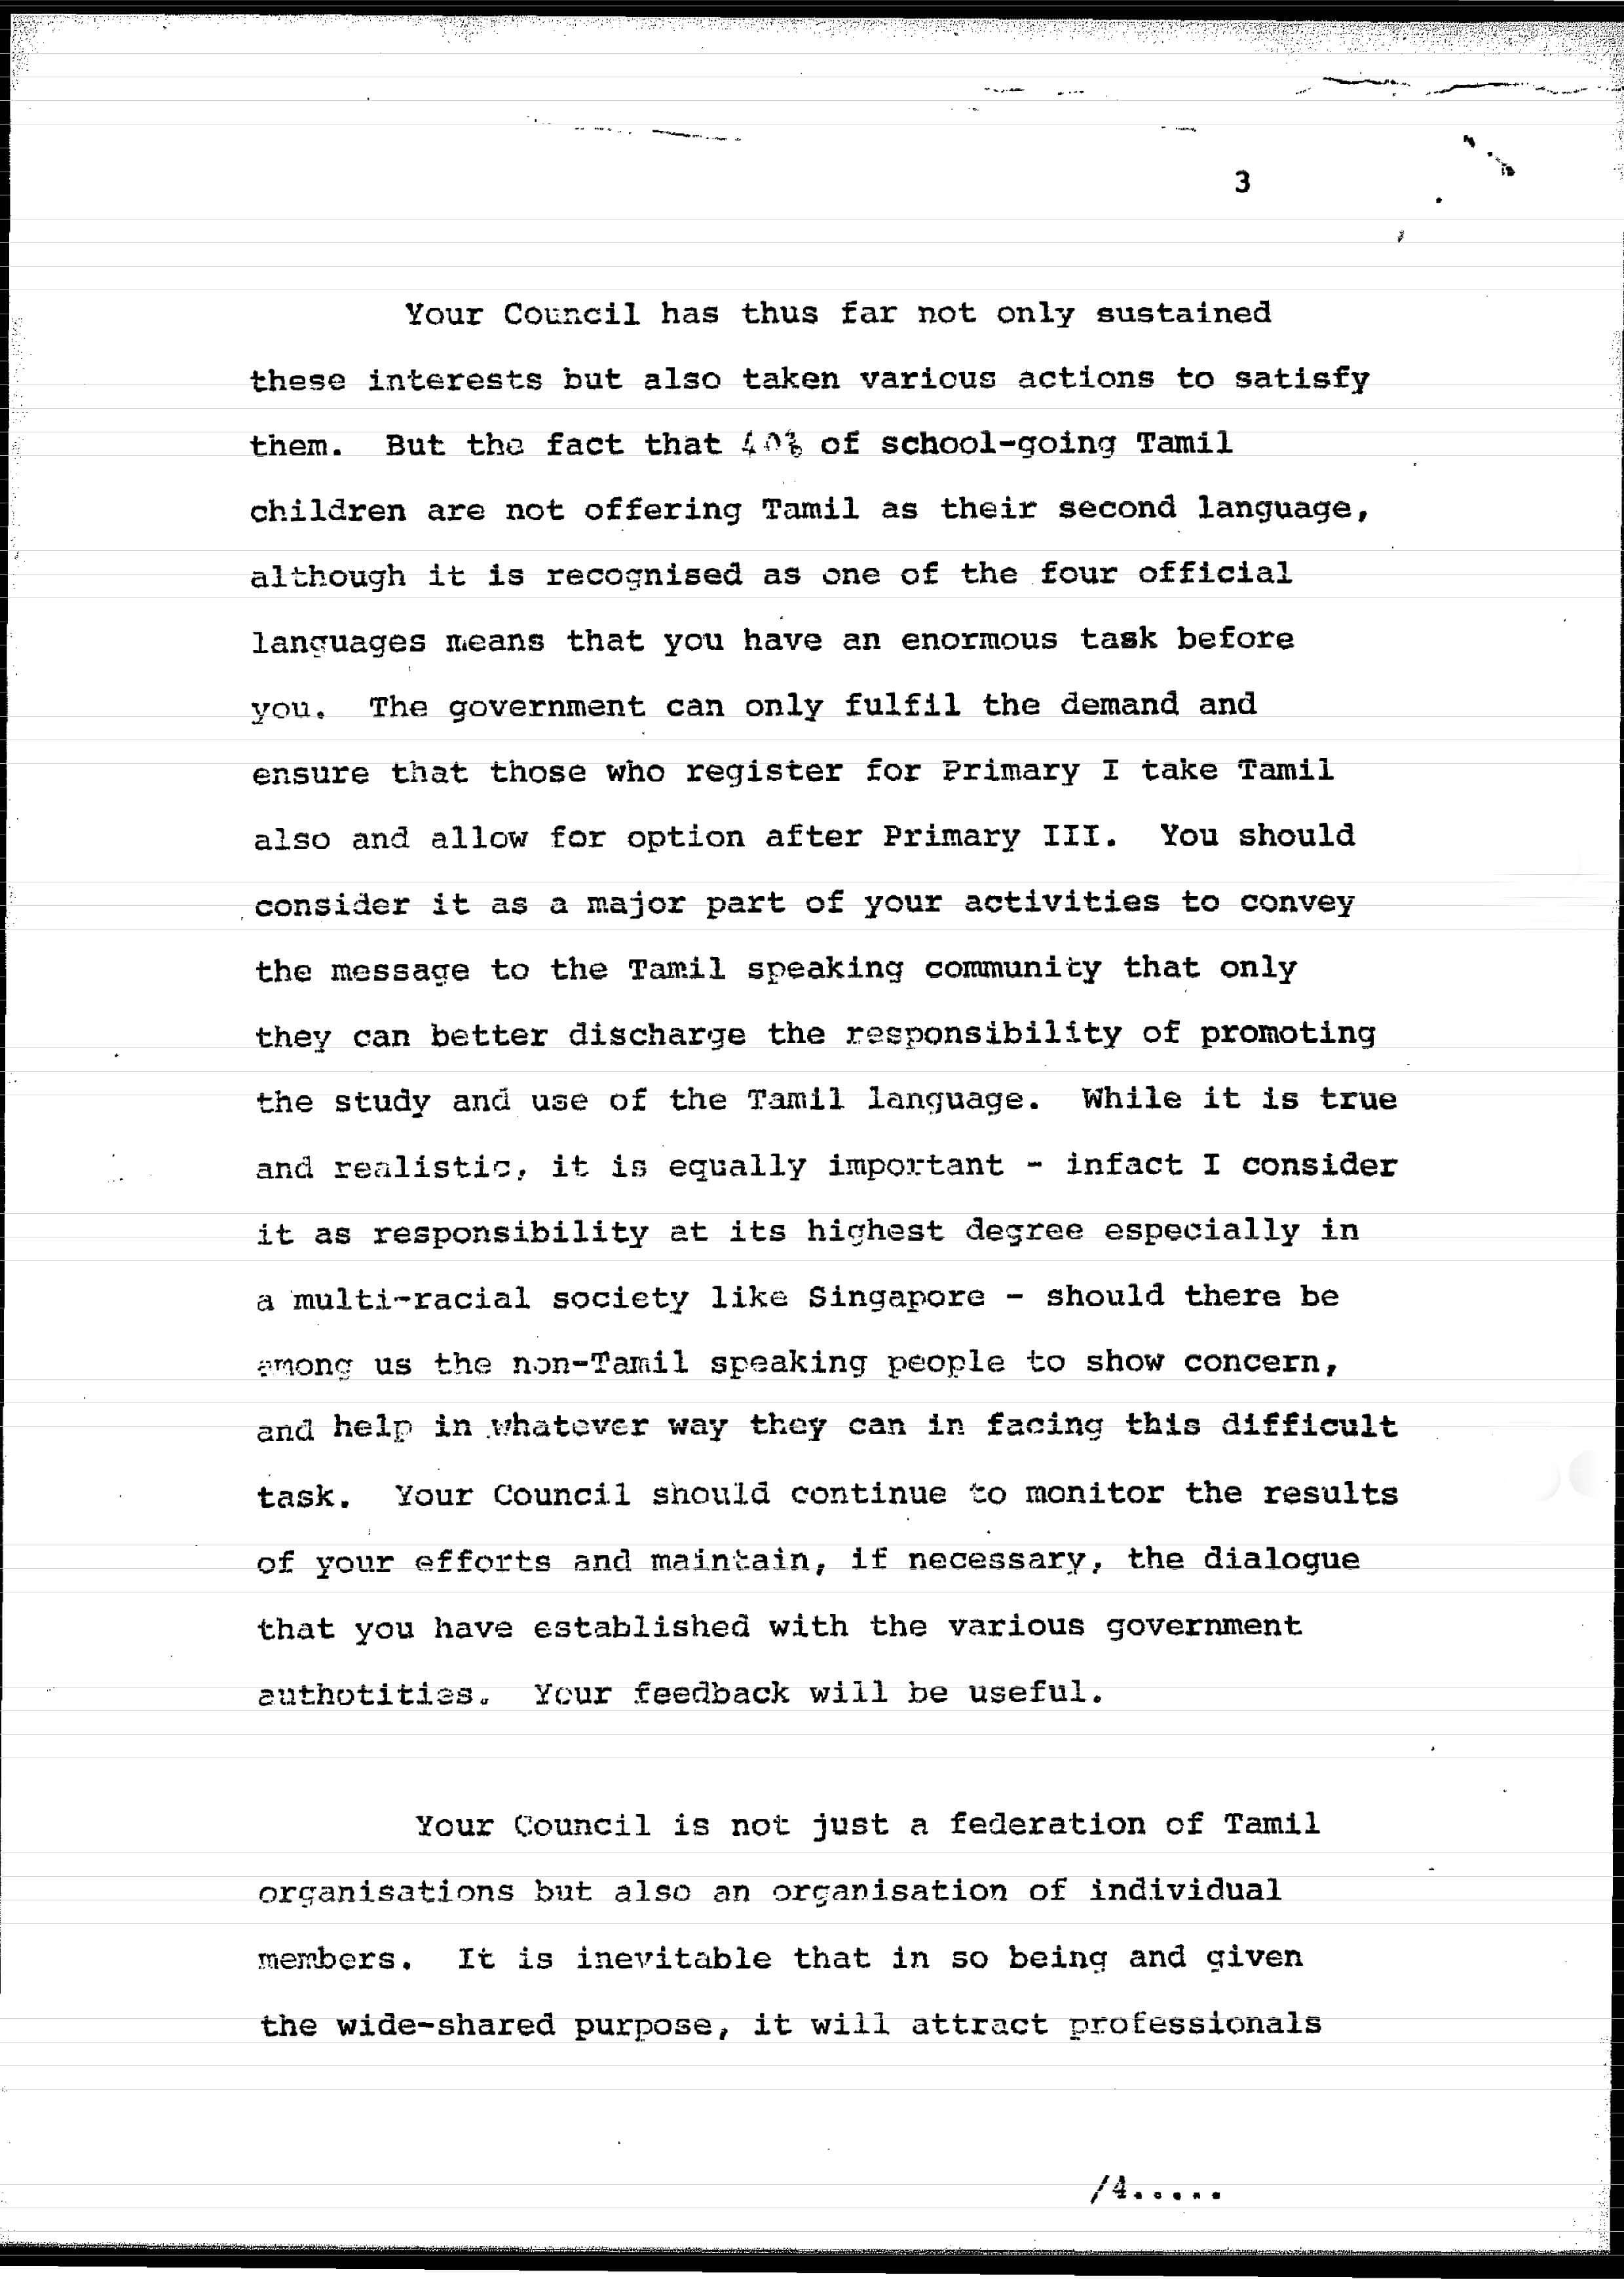 3
Your Council has thus far not only sustained
these interests but also taken various actions to satisfy
them. But the fact that 40% of school-going Tamil
children are not offering Tamil as their second language,
although it is recognised as one of the four official
languages means that you have an enormous task before
you. The government can only fulfil the demand and
ensure that those who register for Primary I take Tamil
also and allow for option after Primary III. You should
consider it as a major part of your activities to convey
the message to the Tamil speaking community that only
they can better discharge the responsibility of promoting
the study and use of the Tamil language. While it is true
and realistic, it is equally important - infact I consider
it as responsibility at its highest degree especially in
a multi-racial society like Singapore - should there be
among us the non-Tamil speaking people to show concern,
and help in whatever way they can in facing this difficult
task. Your Council should continue to monitor the results
of your efforts and maintain, if necessary, the dialogue
that you have established with the various government
authotities. Your feedback will be useful.
Your Council is not just a federation of Tamil
organisations but also an organisation of individual
members. It is inevitable that in so being and given
the wide-shared purpose, it will attract professionals
/4.....